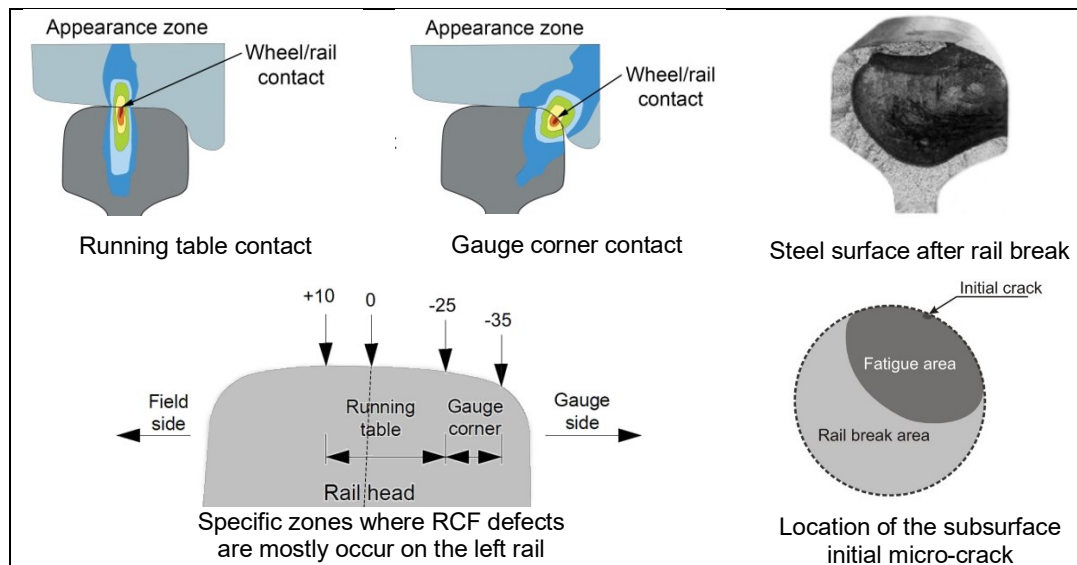 Appearance zone
Wheel/rail
contact
Running table contact
Appearance zone
Wheel/rail
contact
:
Gauge corner contact
Steel surface after rail break
+10
0
-25
-35
Field
side
Running
table
Gauge
corner
Gauge
side
Rail head
Specific zones where RCF defects
are mostly occur on the left rail
Initial crack
Fatigue area
Rail break area
Location of the subsurface
initial micro-crack